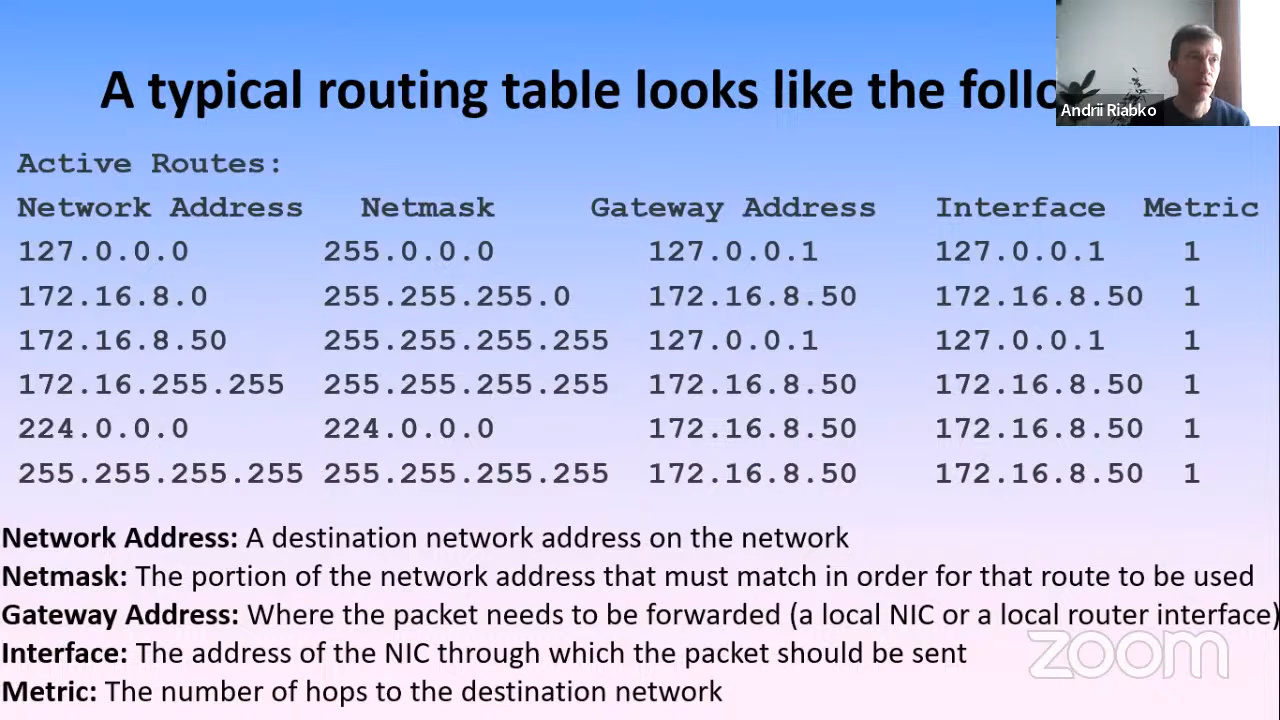 A typical routing table looks like the follo
Andrii Riabko
Active Routes:
Network Address Netmask Gateway Address Interface Metric
127.0.0.0 255.0.0.0 127.0.0.1 127.0.0.1 1
172.16.8.0 255.255.255.0 172.16.8.50 172.16.8.50 1
172.16.8.50 255.255.255.255 127.0.0.1 127.0.0.1 1
172.16.255.255 255.255.255.255 172.16.8.50 172.16.8.50 1
224.0.0.0 224.0.0.0 172.16.8.50 172.16.8.50 1
255.255.255.255 255.255.255.255 172.16.8.50 172.16.8.50 1
Network Address: A destination network address on the network
Netmask: The portion of the network address that must match in order for that route to be used
Gateway Address: Where the packet needs to be forwarded (a local NIC or a local router interface)
Interface: The address of the NIC through which the packet should be sent
Metric: The number of hops to the destination network
zoom